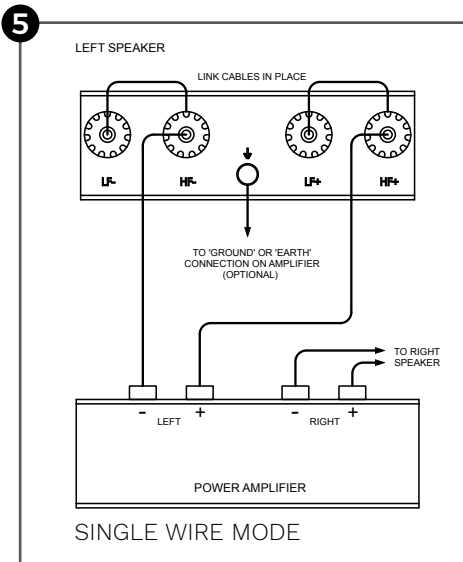 5
LEFT SPEAKER
LINK CABLES IN PLACE
LF- HF- LF+ HF+
TO 'GROUND' OR 'EARTH'
CONNECTION ON AMPLIFIER
(OPTIONAL)
TO RIGHT
SPEAKER
- + - +
LEFT RIGHT
POWER AMPLIFIER
SINGLE WIRE MODE